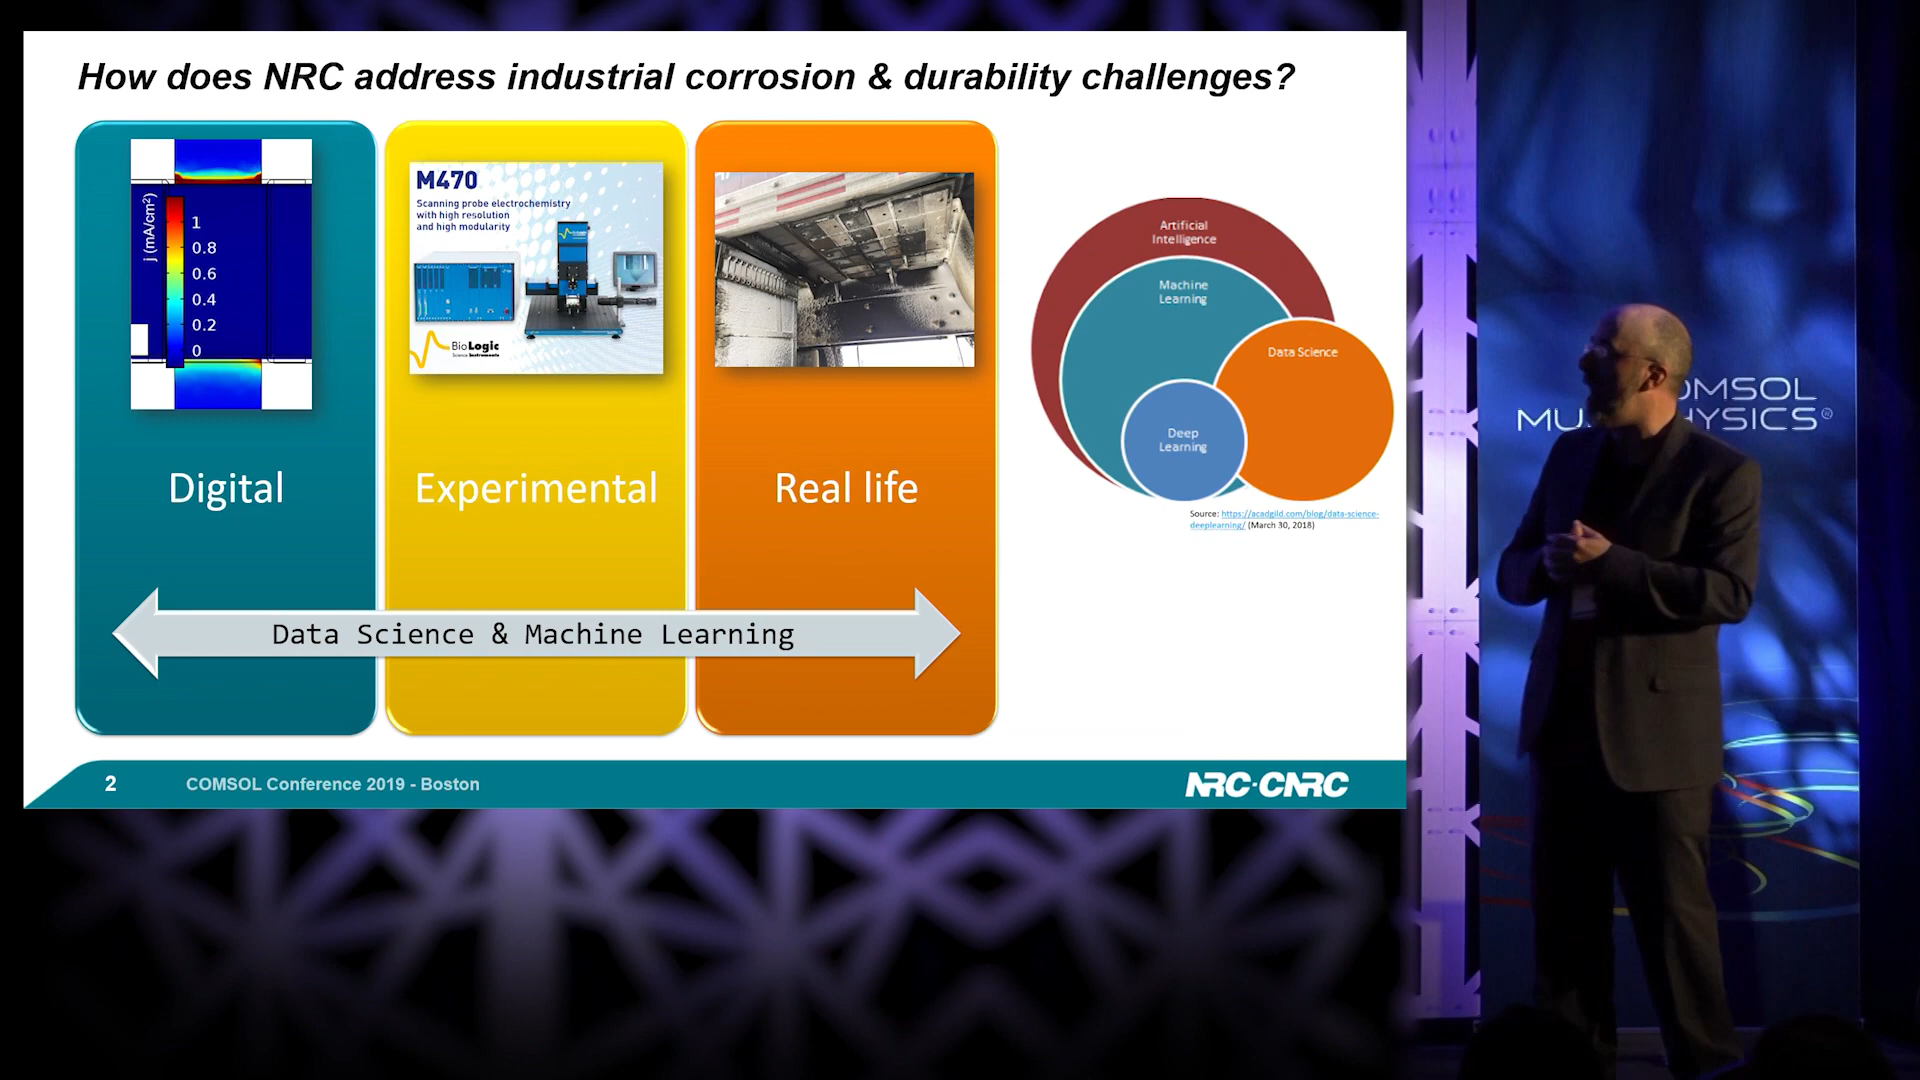 How does NRC address industrial corrosion & durability challenges?
j (mA/cm²)
1
0.8
0.6
0.4
0.2
0
Digital
M470
Scanning probe electrochemistry
with high resolution
and high modularity
BioLogic
Science Instruments
Experimental
Real life
Data Science & Machine Learning
Artificial
Intelligence
Machine
Learning
Data Science
Deep
Learning
Source: https://acadgild.com/blog/data-science-
deeplearning/ (March 30, 2018)
2
COMSOL Conference 2019 - Boston
NRC·CNRC
OMSOL
MU HYSICS®